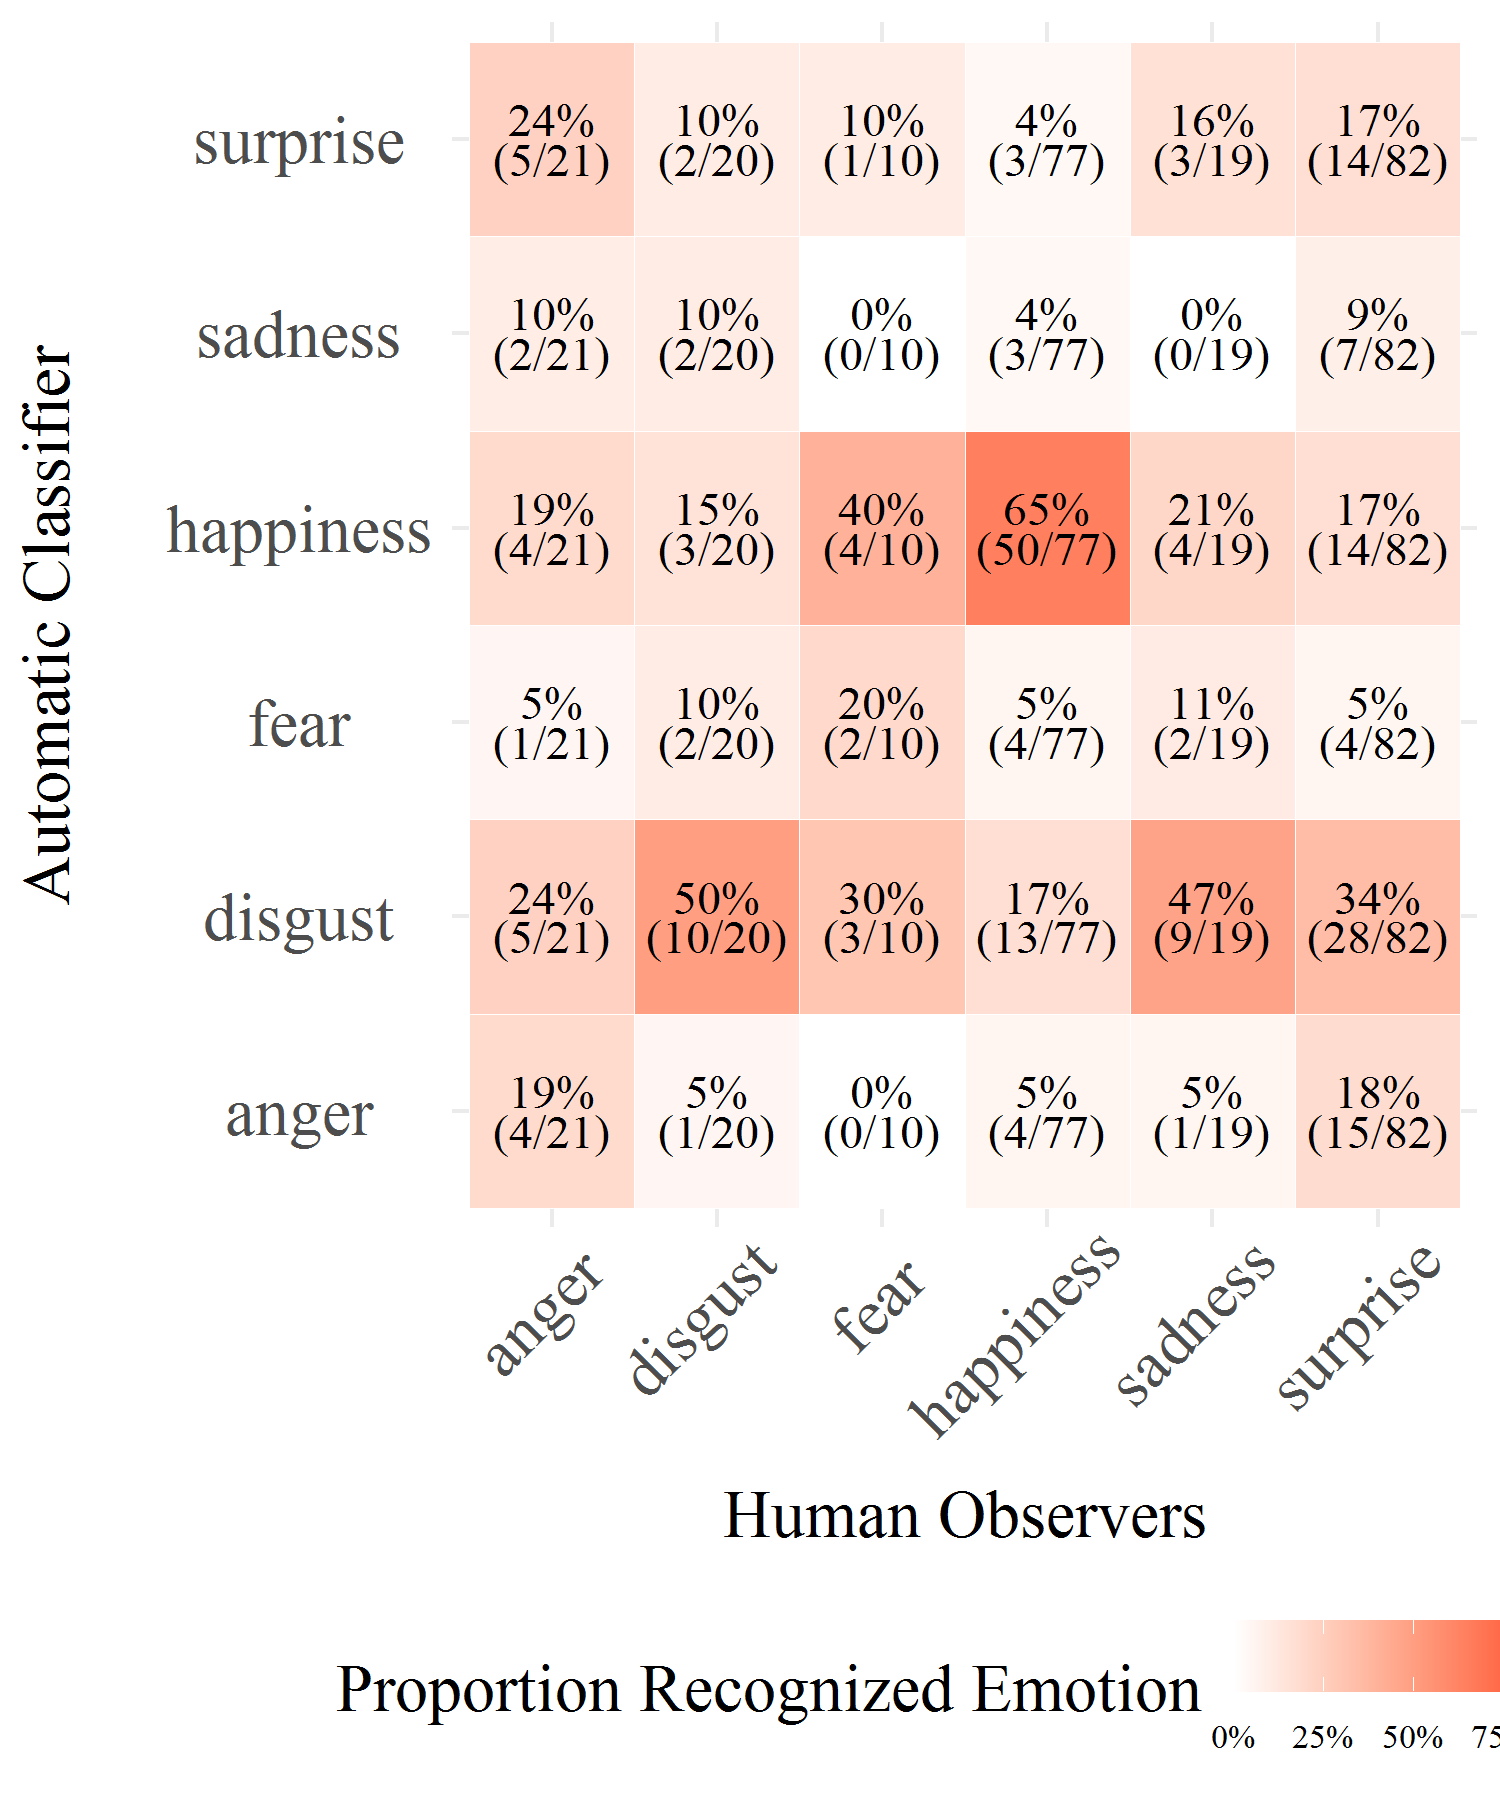 Automatic Classifier
surprise
24% 10% 10% 4% 16% 17%
(5/21) (2/20) (1/10) (3/77) (3/19) (14/82)
sadness
10% 10% 0% 4% 0% 9%
(2/21) (2/20) (0/10) (3/77) (0/19) (7/82)
happiness
19% 15% 40% 65% 21% 17%
(4/21) (3/20) (4/10) (50/77) (4/19) (14/82)
fear
5% 10% 20% 5% 11% 5%
(1/21) (2/20) (2/10) (4/77) (2/19) (4/82)
disgust
24% 50% 30% 17% 47% 34%
(5/21) (10/20) (3/10) (13/77) (9/19) (28/82)
anger
19% 5% 0% 5% 5% 18%
(4/21) (1/20) (0/10) (4/77) (1/19) (15/82)
anger disgust fear happiness sadness surprise
Human Observers
Proportion Recognized Emotion
0% 25% 50% 75